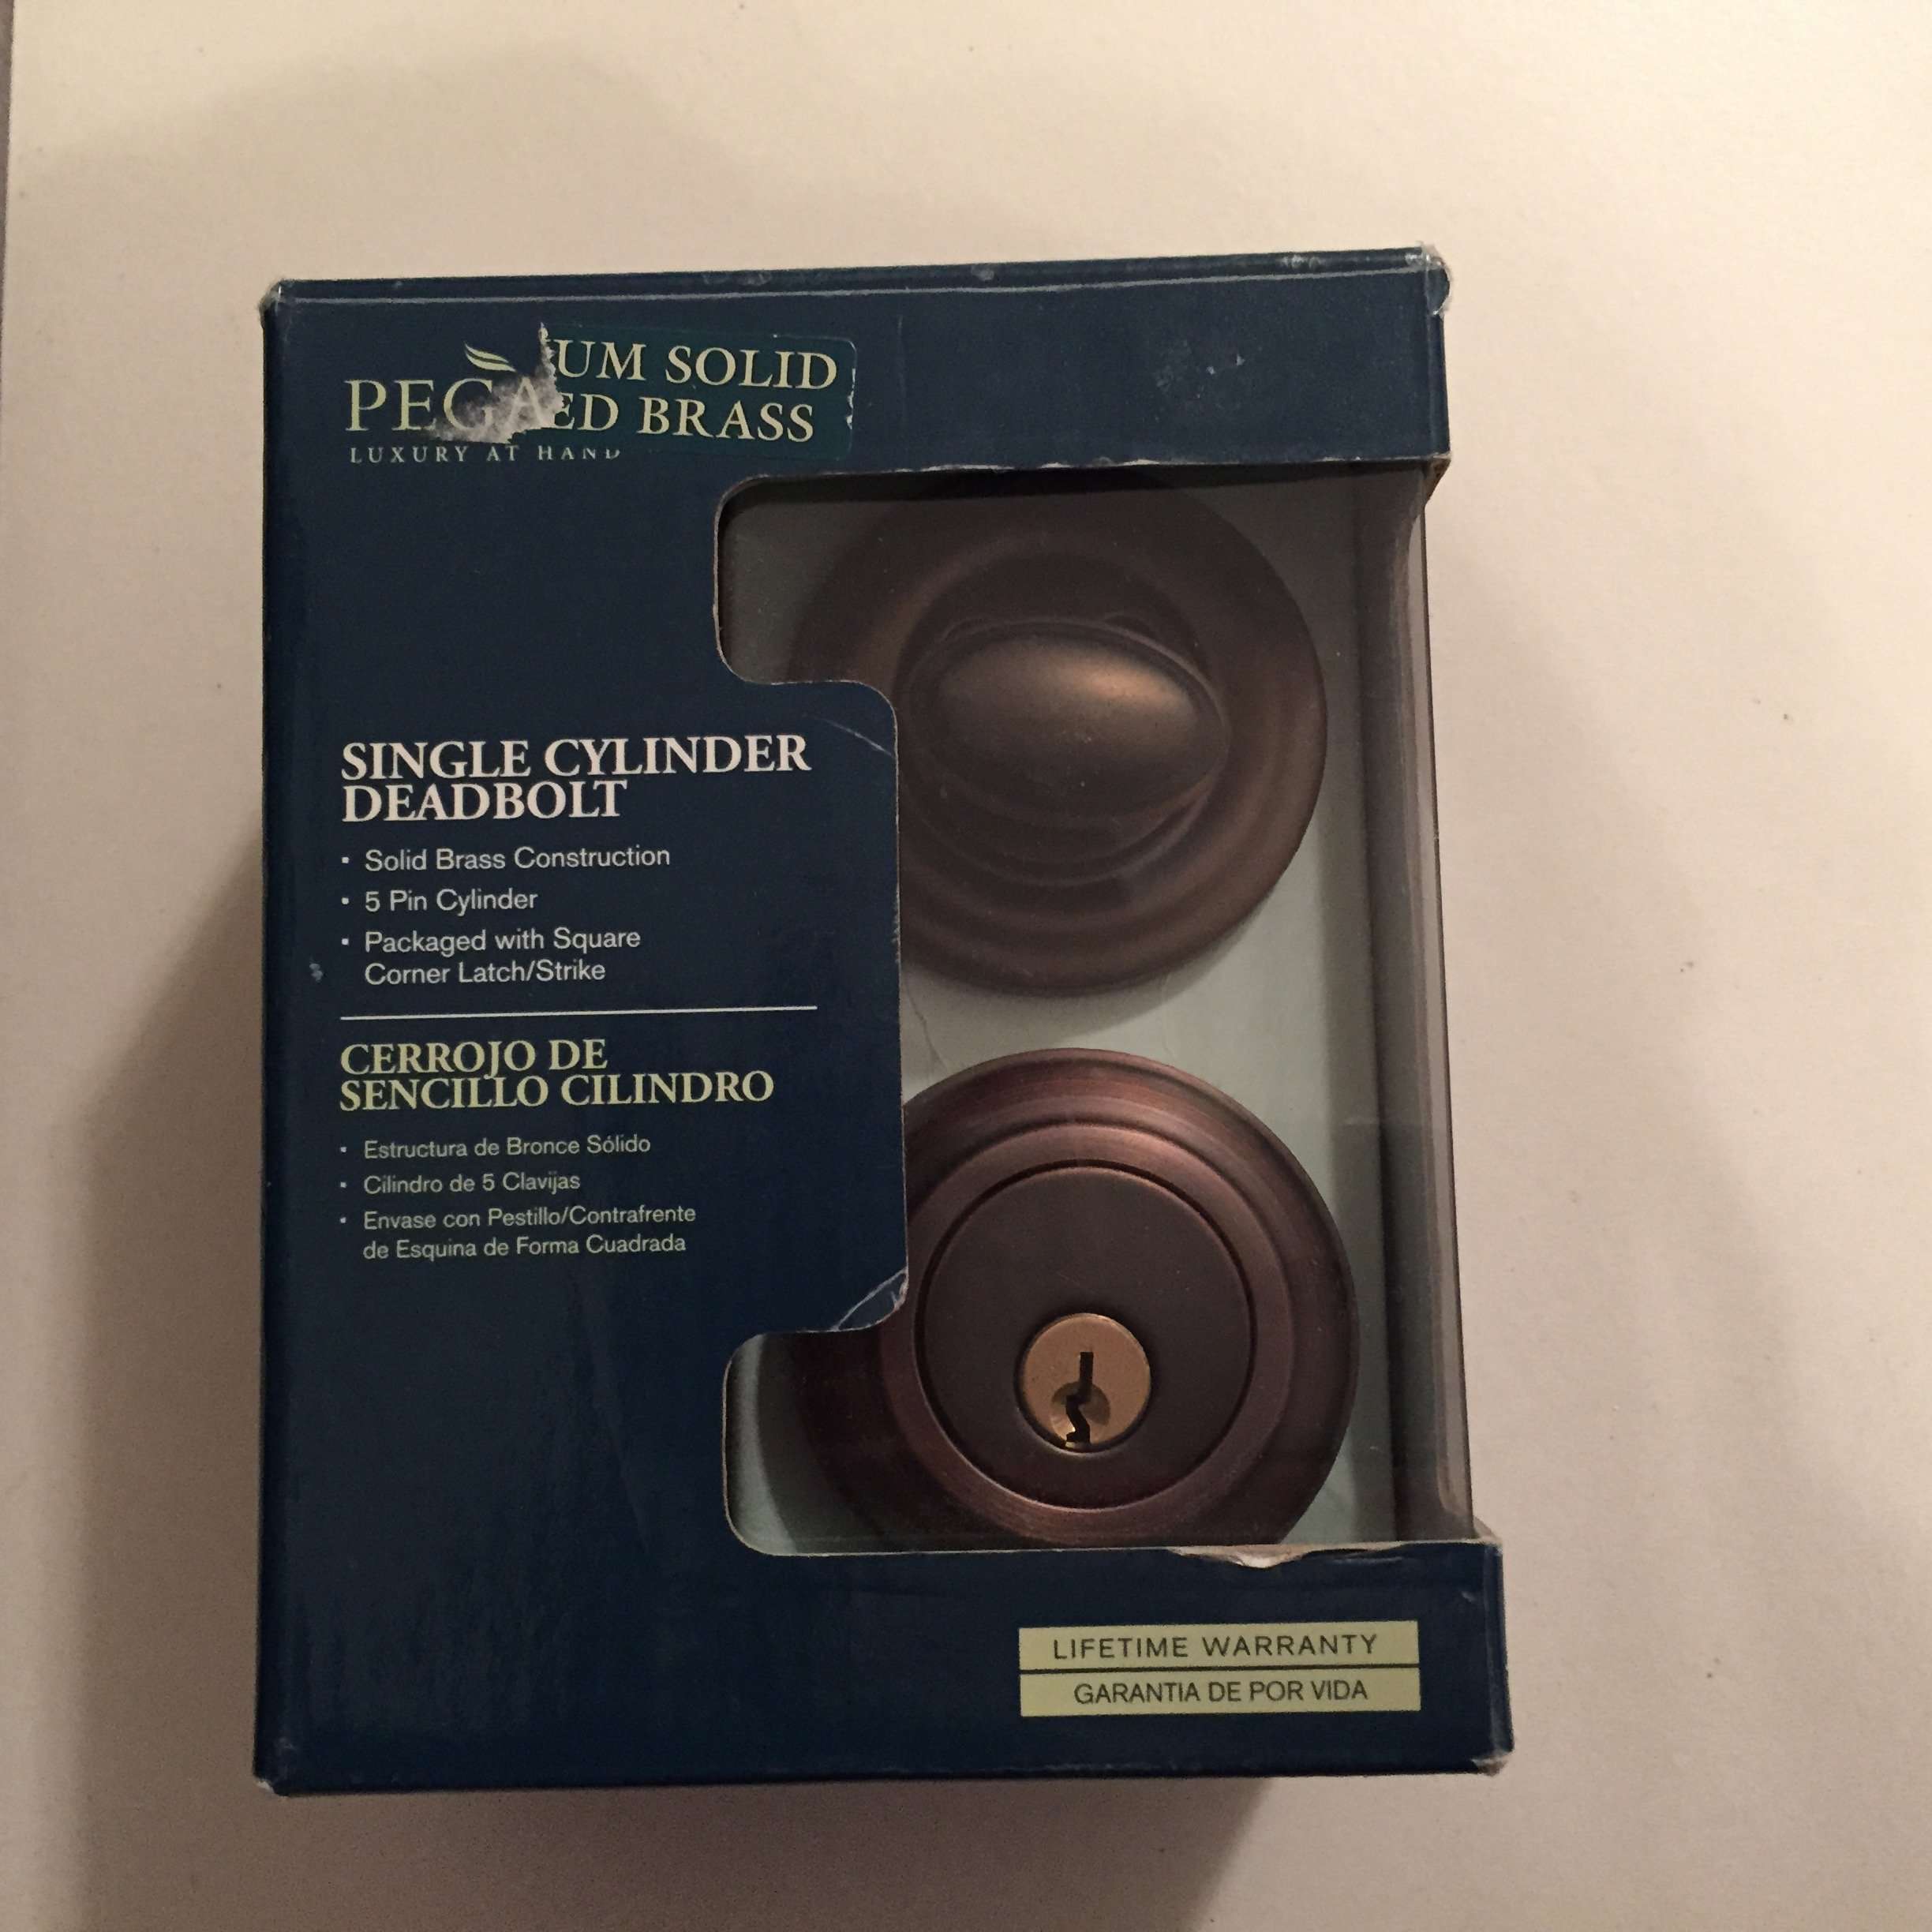 PEGA
LUXURY AT HAND
UM SOLID
ED BRASS
SINGLE CYLINDER
DEADBOLT
• Solid Brass Construction
• 5 Pin Cylinder
• Packaged with Square
Corner Latch/Strike
CERROJO DE
SENCILLO CILINDRO
• Estructura de Bronce Sólido
• Cilindro de 5 Clavijas
• Envase con Pestillo/Contrafrente
de Esquina de Forma Cuadrada
LIFETIME WARRANTY
GARANTIA DE POR VIDA